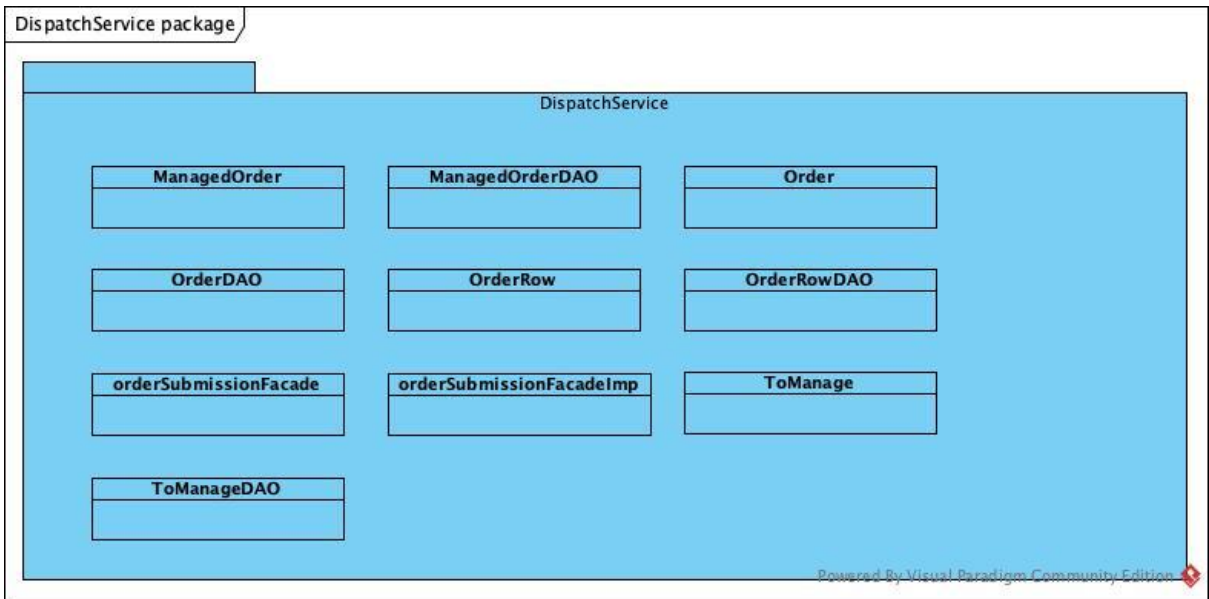 DispatchService package
DispatchService
ManagedOrder
ManagedOrderDAO
Order
OrderDAO
OrderRow
OrderRowDAO
orderSubmissionFacade
orderSubmissionFacadeImp
ToManage
ToManageDAO
Powered By Visual Paradigm Community Edition